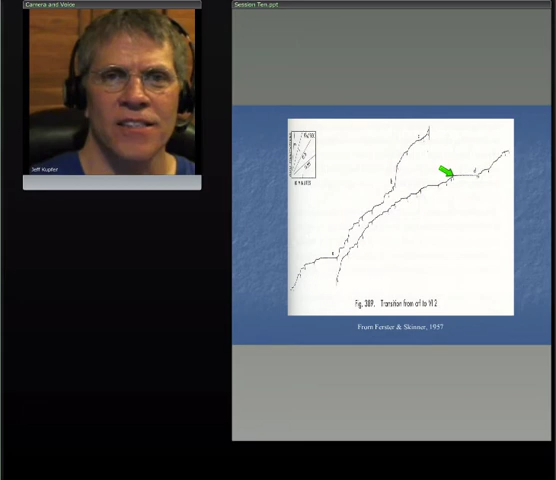 Camera and Voice
Session Ten.ppt
Jeff Kupfer
Fig. 389. Transition from crf to VI 2
From Ferster & Skinner, 1957